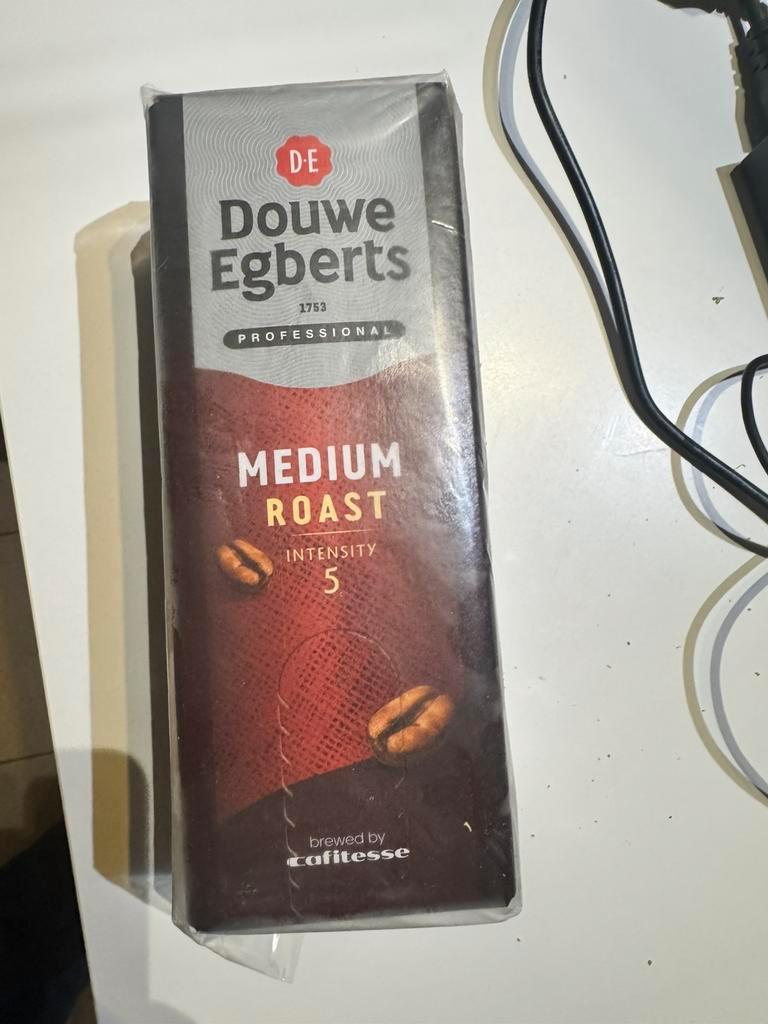 D·E
Douwe
Egberts
1753
PROFESSIONAL
MEDIUM
ROAST
INTENSITY
5
brewed by
cafitesse